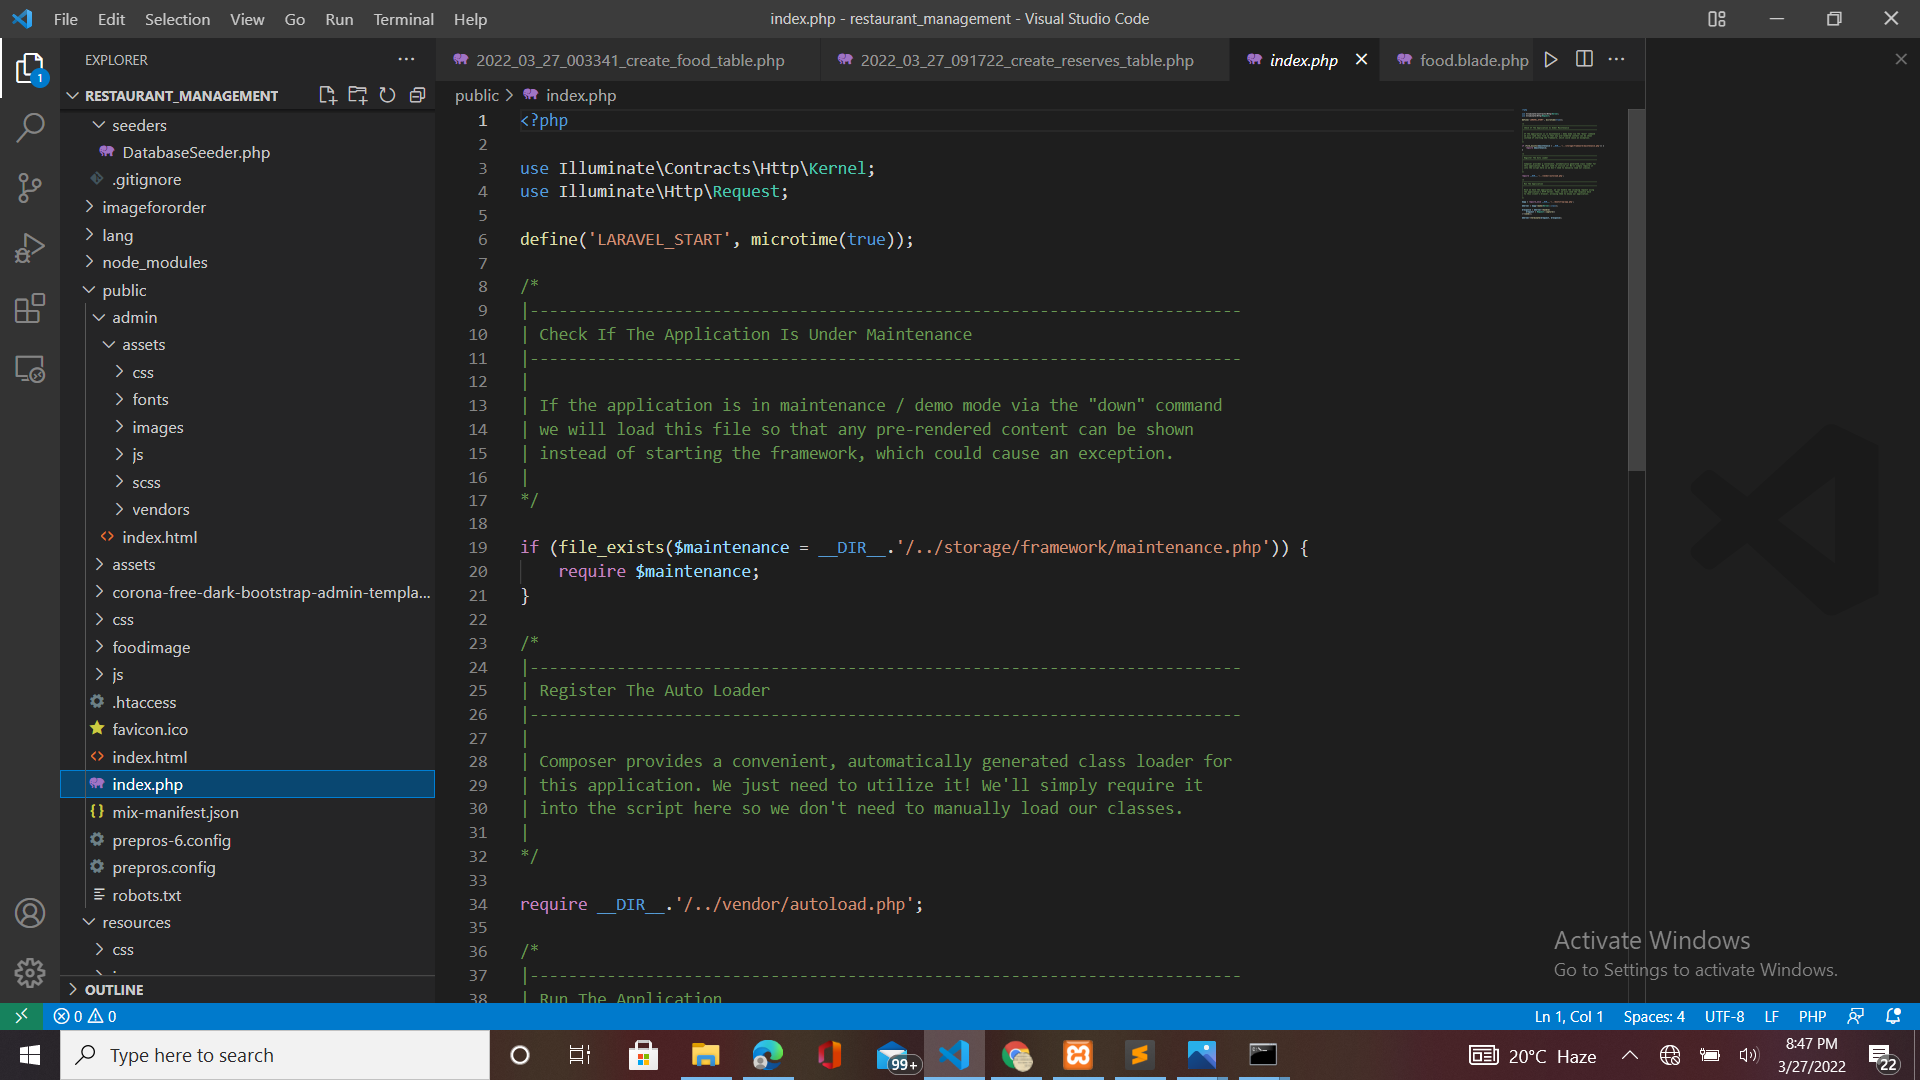 File Edit Selection View Go Run Terminal Help
index.php - restaurant_management - Visual Studio Code
EXPLORER
RESTAURANT_MANAGEMENT
seeders
DatabaseSeeder.php
.gitignore
imagefororder
lang
node_modules
public
admin
assets
css
fonts
images
js
scss
vendors
index.html
assets
corona-free-dark-bootstrap-admin-templa...
css
foodimage
js
.htaccess
favicon.ico
index.html
index.php
mix-manifest.json
prepros-6.config
prepros.config
robots.txt
resources
css
OUTLINE
1
2022_03_27_003341_create_food_table.php
2022_03_27_091722_create_reserves_table.php
index.php
food.blade.php
public > index.php
1 <?php
2
3 use Illuminate\Contracts\Http\Kernel;
4 use Illuminate\Http\Request;
5
6 define('LARAVEL_START', microtime(true));
7
8 /*
9 |--------------------------------------------------------------------------
10 | Check If The Application Is Under Maintenance
11 |--------------------------------------------------------------------------
12 |
13 | If the application is in maintenance / demo mode via the "down" command
14 | we will load this file so that any pre-rendered content can be shown
15 | instead of starting the framework, which could cause an exception.
16 |
17 */
18
19 if (file_exists($maintenance = __DIR__.'/../storage/framework/maintenance.php')) {
20 require $maintenance;
21 }
22
23 /*
24 |--------------------------------------------------------------------------
25 | Register The Auto Loader
26 |--------------------------------------------------------------------------
27 |
28 | Composer provides a convenient, automatically generated class loader for
29 | this application. We just need to utilize it! We'll simply require it
30 | into the script here so we don't need to manually load our classes.
31 |
32 */
33
34 require __DIR__.'/../vendor/autoload.php';
35
36 /*
37 |--------------------------------------------------------------------------
38 | Run The Application
Activate Windows
Go to Settings to activate Windows.
0 0
Ln 1, Col 1 Spaces: 4 UTF-8 LF PHP
Type here to search
99+
20°C Haze
8:47 PM
3/27/2022
22